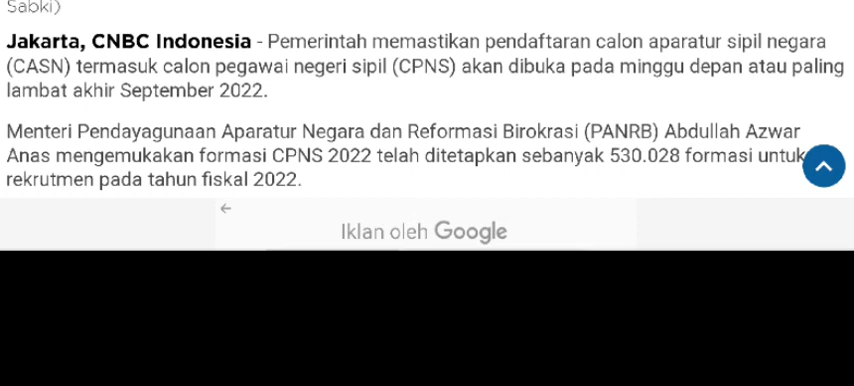 Sabki)
Jakarta, CNBC Indonesia - Pemerintah memastikan pendaftaran calon aparatur sipil negara
(CASN) termasuk calon pegawai negeri sipil (CPNS) akan dibuka pada minggu depan atau paling
lambat akhir September 2022.
Menteri Pendayagunaan Aparatur Negara dan Reformasi Birokrasi (PANRB) Abdullah Azwar
Anas mengemukakan formasi CPNS 2022 telah ditetapkan sebanyak 530.028 formasi untuk
rekrutmen pada tahun fiskal 2022.
Iklan oleh Google